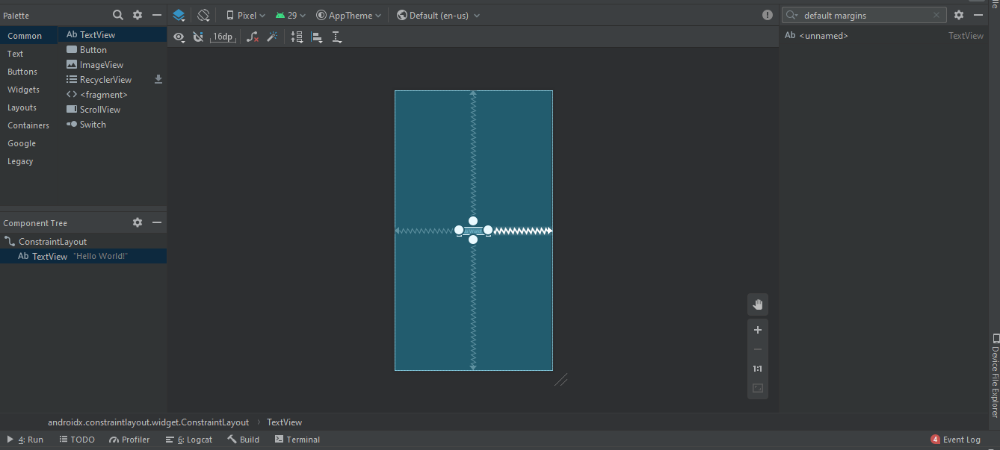 Palette
Pixel
29
AppTheme
Default (en-us)
default margins
Common
Text
Buttons
Widgets
Layouts
Containers
Google
Legacy
Ab TextView
Button
ImageView
RecyclerView
<fragment>
ScrollView
Switch
16dp
Ab <unnamed>
TextView
Component Tree
ConstraintLayout
Ab TextView "Hello World!"
1:1
Device File Explorer
androidx.constraintlayout.widget.ConstraintLayout > TextView
4: Run
TODO
Profiler
6: Logcat
Build
Terminal
4 Event Log